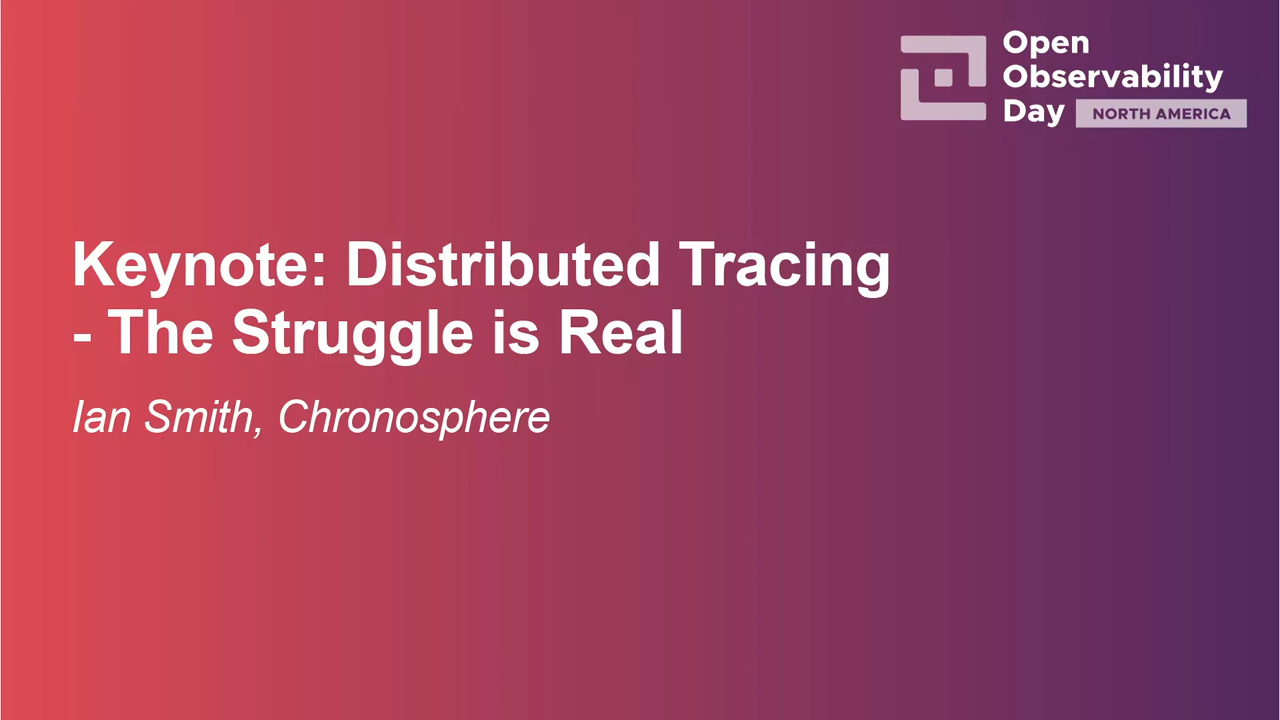 Open
Observability
Day NORTH AMERICA
Keynote: Distributed Tracing
- The Struggle is Real
Ian Smith, Chronosphere